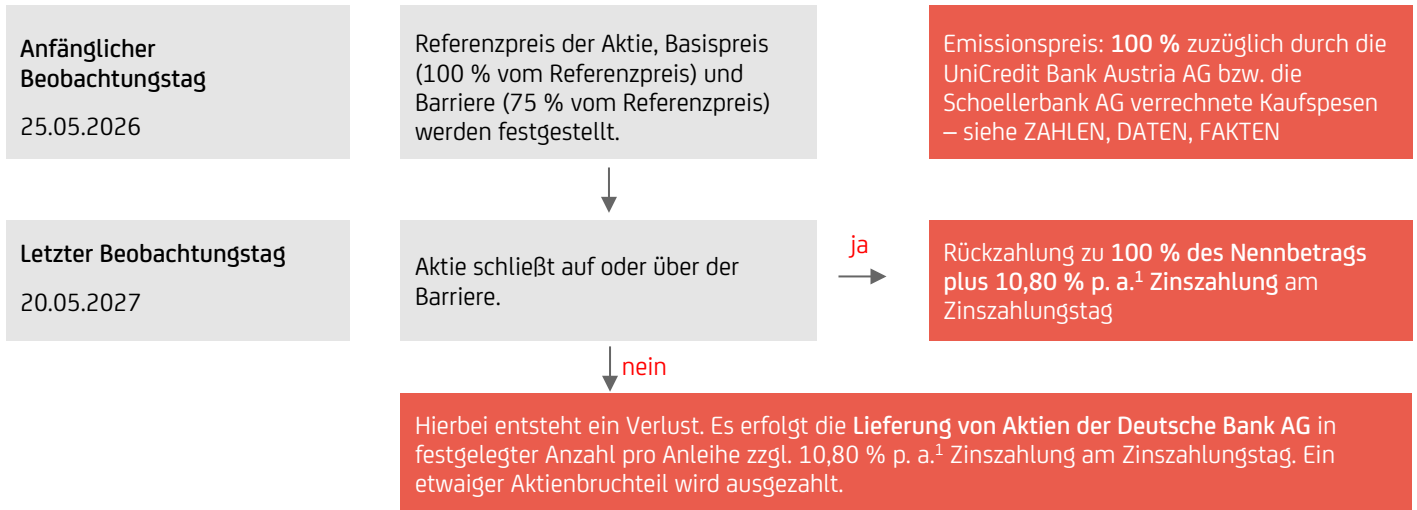 Anfänglicher
Beobachtungstag
25.05.2026
Referenzpreis der Aktie, Basispreis
(100 % vom Referenzpreis) und
Barriere (75 % vom Referenzpreis)
werden festgestellt.
Emissionspreis: 100 % zuzüglich durch die
UniCredit Bank Austria AG bzw. die
Schoellerbank AG verrechnete Kaufspesen
– siehe ZAHLEN, DATEN, FAKTEN
Letzter Beobachtungstag
20.05.2027
Aktie schließt auf oder über der
Barriere.
ja
Rückzahlung zu 100 % des Nennbetrags
plus 10,80 % p. a.¹ Zinszahlung am
Zinszahlungstag
nein
Hierbei entsteht ein Verlust. Es erfolgt die Lieferung von Aktien der Deutsche Bank AG in
festgelegter Anzahl pro Anleihe zzgl. 10,80 % p. a.¹ Zinszahlung am Zinszahlungstag. Ein
etwaiger Aktienbruchteil wird ausgezahlt.